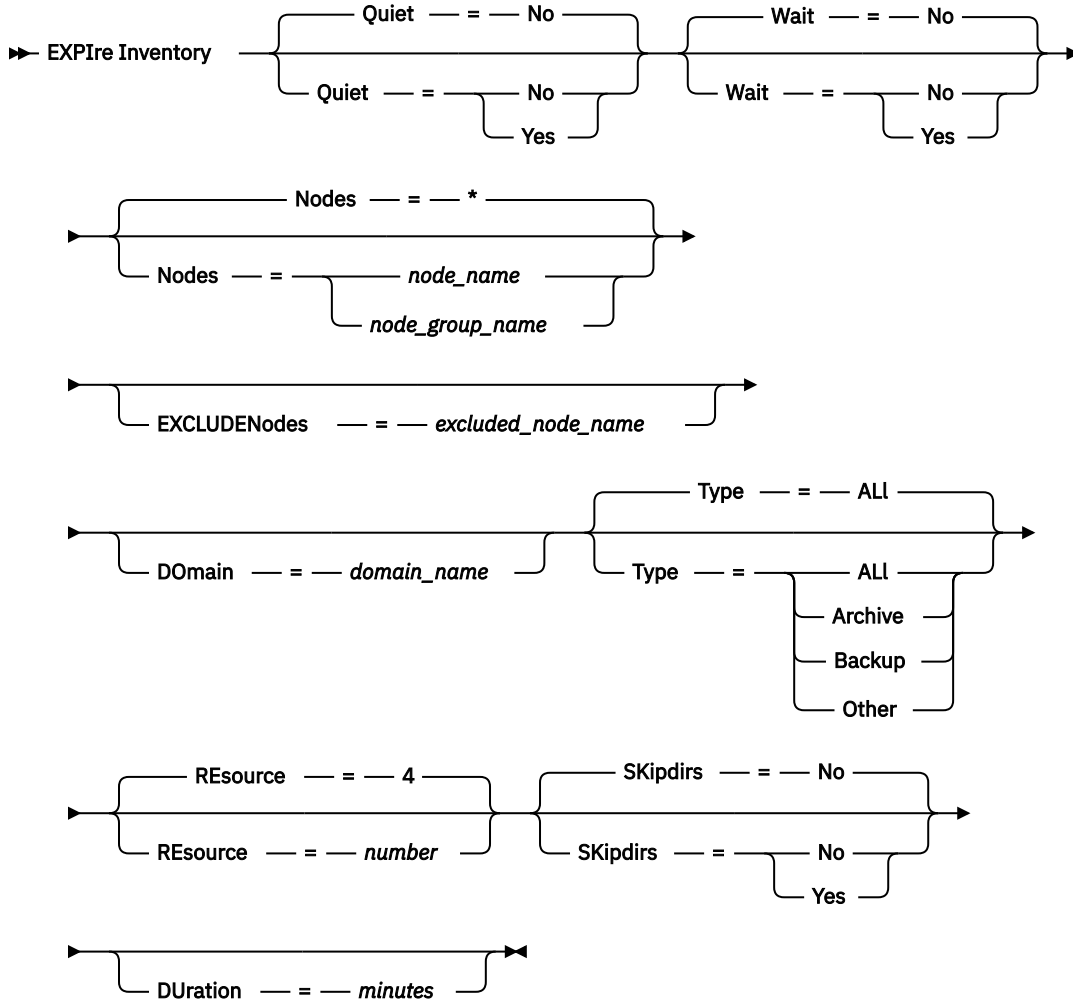 Quiet = No
Wait = No
EXPIre Inventory
Quiet = No
Wait = No
Yes
Yes
Nodes = *
Nodes = node_name
node_group_name
EXCLUDENodes = excluded_node_name
Type = ALl
DOmain = domain_name
Type = ALl
Archive
Backup
Other
REsource = 4
SKipdirs = No
REsource = number
SKipdirs = No
Yes
DUration = minutes